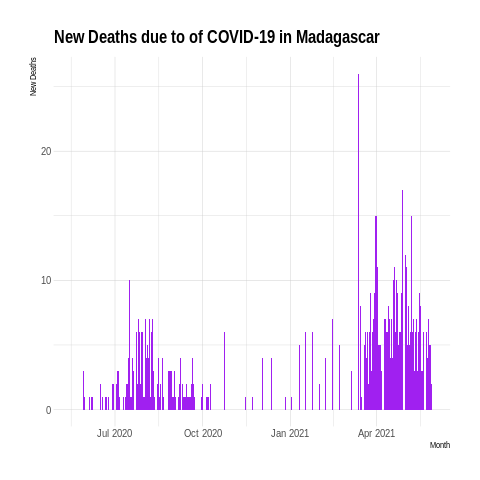 New Deaths due to of COVID-19 in Madagascar
New Deaths
20
10
0
Jul 2020 Oct 2020 Jan 2021 Apr 2021
Month